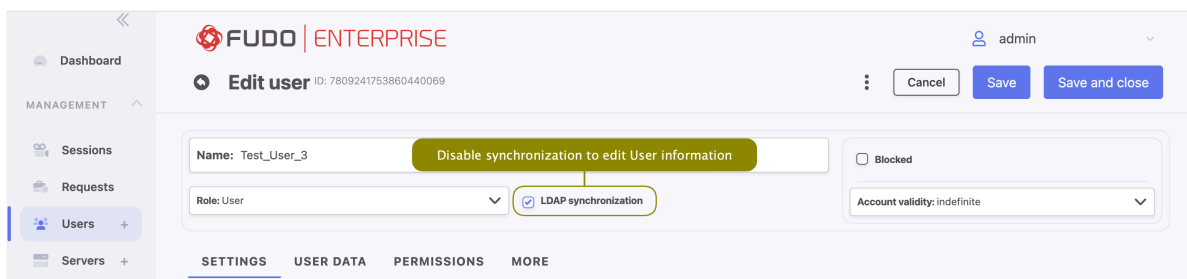 FUDO ENTERPRISE
admin
Dashboard
Edit user ID: 7809241753860440069
Cancel
Save
Save and close
MANAGEMENT
Sessions
Name: Test_User_3
Disable synchronization to edit User information
Blocked
Requests
Role: User
LDAP synchronization
Account validity: indefinite
Users +
Servers +
SETTINGS USER DATA PERMISSIONS MORE